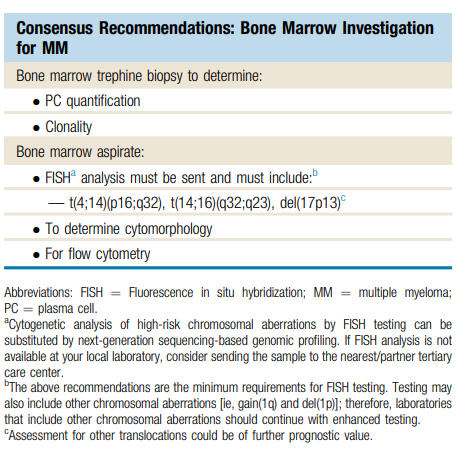 Consensus Recommendations: Bone Marrow Investigation
for MM
Bone marrow trephine biopsy to determine:
• PC quantification
• Clonality
Bone marrow aspirate:
• FISHᵃ analysis must be sent and must include:ᵇ
— t(4;14)(p16;q32), t(14;16)(q32;q23), del(17p13)ᶜ
• To determine cytomorphology
• For flow cytometry
Abbreviations: FISH = Fluorescence in situ hybridization; MM = multiple myeloma;
PC = plasma cell.
ᵃCytogenetic analysis of high-risk chromosomal aberrations by FISH testing can be
substituted by next-generation sequencing-based genomic profiling. If FISH analysis is not
available at your local laboratory, consider sending the sample to the nearest/partner tertiary
care center.
ᵇThe above recommendations are the minimum requirements for FISH testing. Testing may
also include other chromosomal aberrations [ie, gain(1q) and del(1p)]; therefore, laboratories
that include other chromosomal aberrations should continue with enhanced testing.
ᶜAssessment for other translocations could be of further prognostic value.